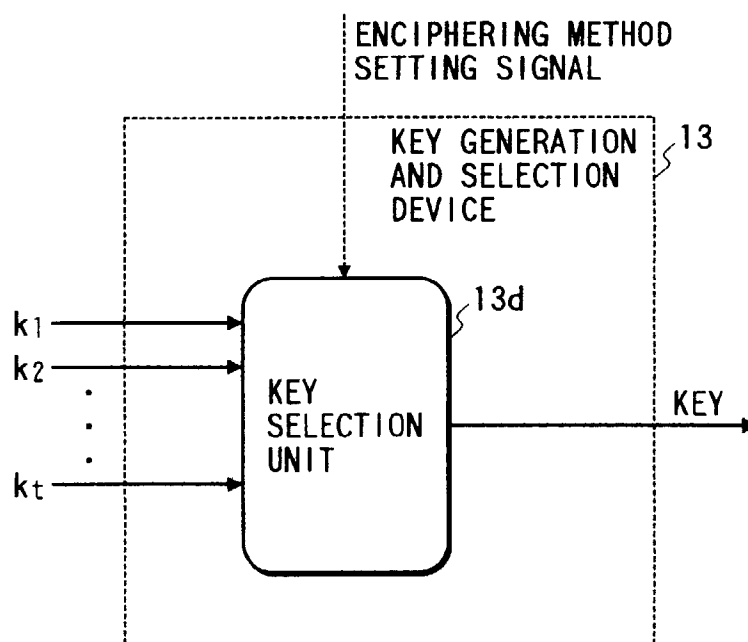 ENCIPHERING METHOD
SETTING SIGNAL
KEY GENERATION
AND SELECTION
DEVICE
13
13d
k1
k2
kt
KEY
SELECTION
UNIT
KEY